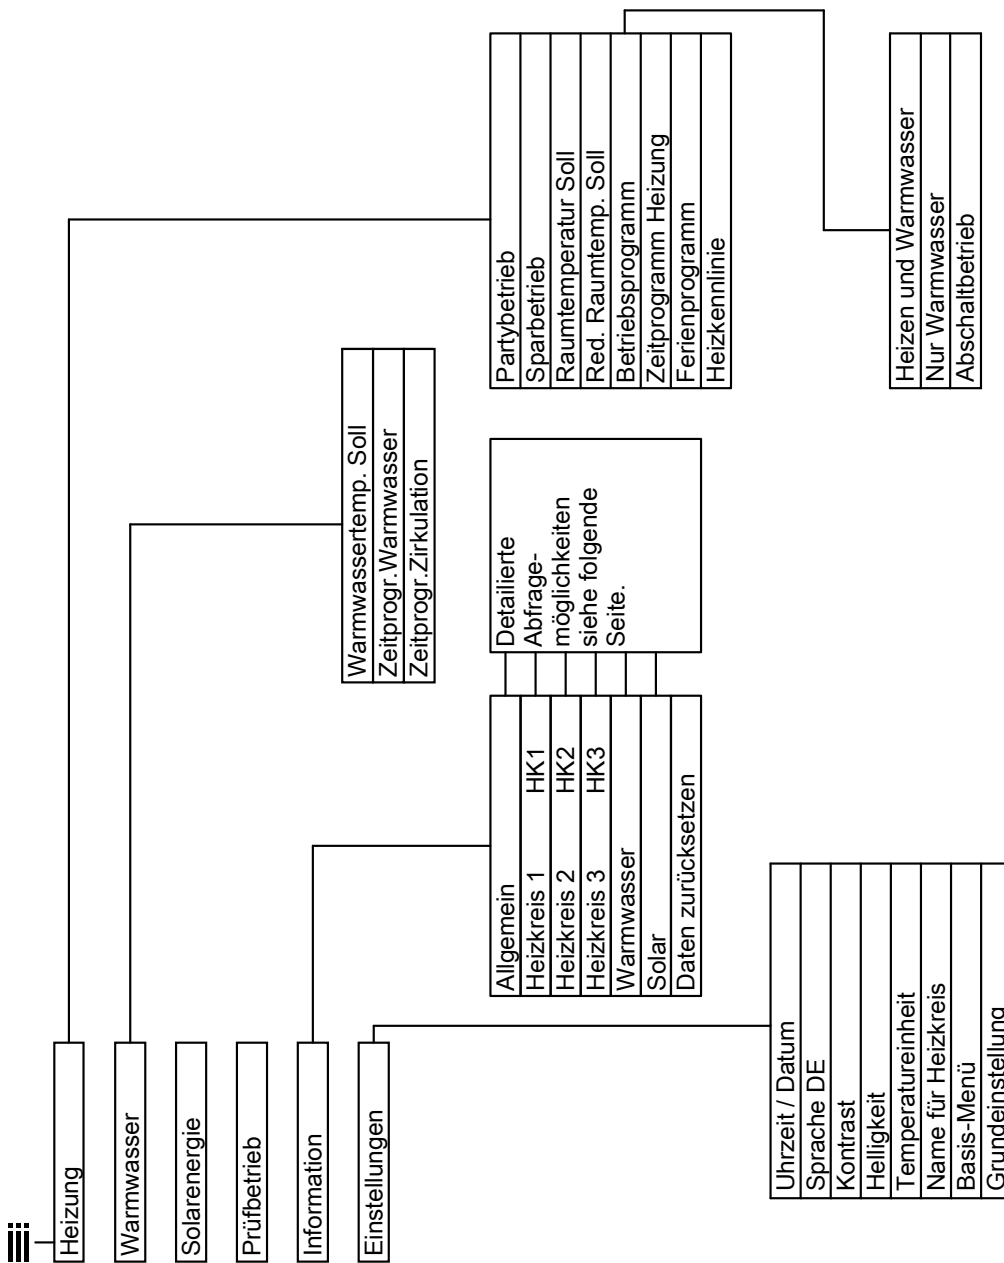 Heizung
Warmwasser
Solarenergie
Prüfbetrieb
Information
Einstellungen
Partybetrieb
Sparbetrieb
Raumtemperatur Soll
Red. Raumtemp. Soll
Betriebsprogramm
Zeitprogramm Heizung
Ferienprogramm
Heizkennlinie
Heizen und Warmwasser
Nur Warmwasser
Abschaltbetrieb
Warmwassertemp. Soll
Zeitprogr.Warmwasser
Zeitprogr.Zirkulation
Allgemein
Heizkreis 1 HK1
Heizkreis 2 HK2
Heizkreis 3 HK3
Warmwasser
Solar
Daten zurücksetzen
Detailierte
Abfrage-
möglichkeiten
siehe folgende
Seite.
Uhrzeit / Datum
Sprache DE
Kontrast
Helligkeit
Temperatureinheit
Name für Heizkreis
Basis-Menü
Grundeinstellung